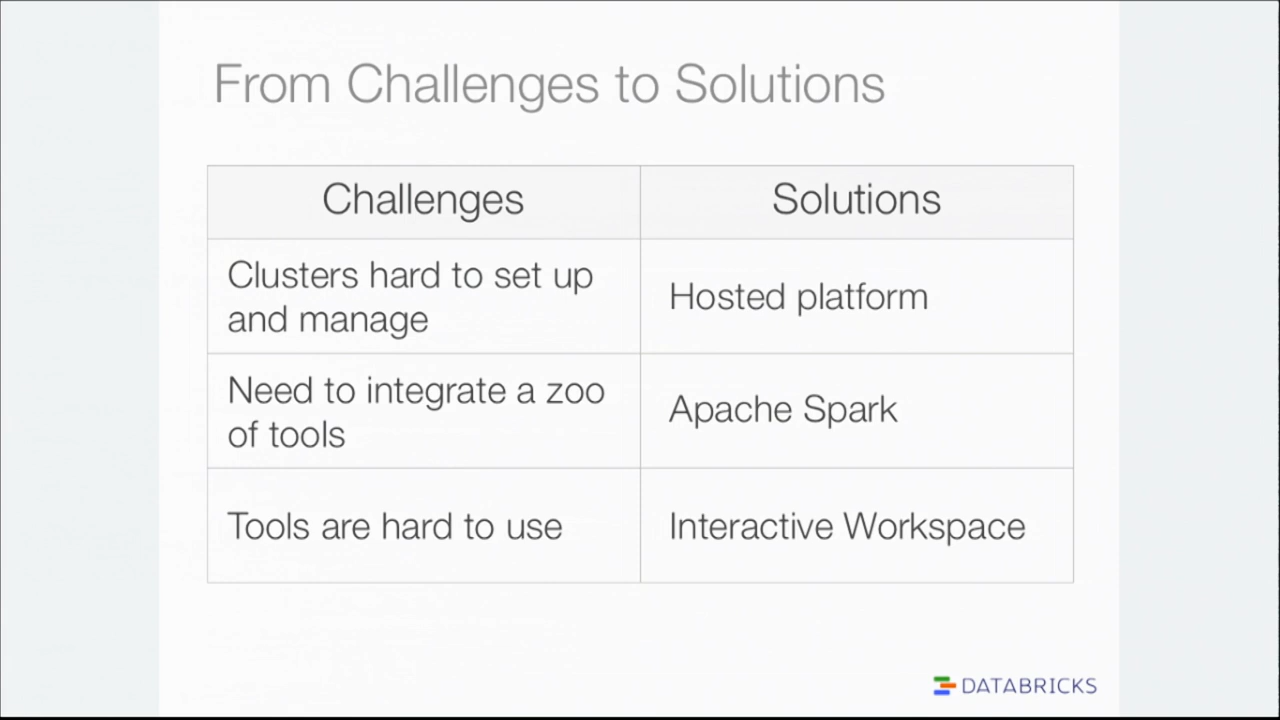 From Challenges to Solutions
Challenges
Solutions
Clusters hard to set up
and manage
Hosted platform
Need to integrate a zoo
of tools
Apache Spark
Tools are hard to use
Interactive Workspace
DATABRICKS